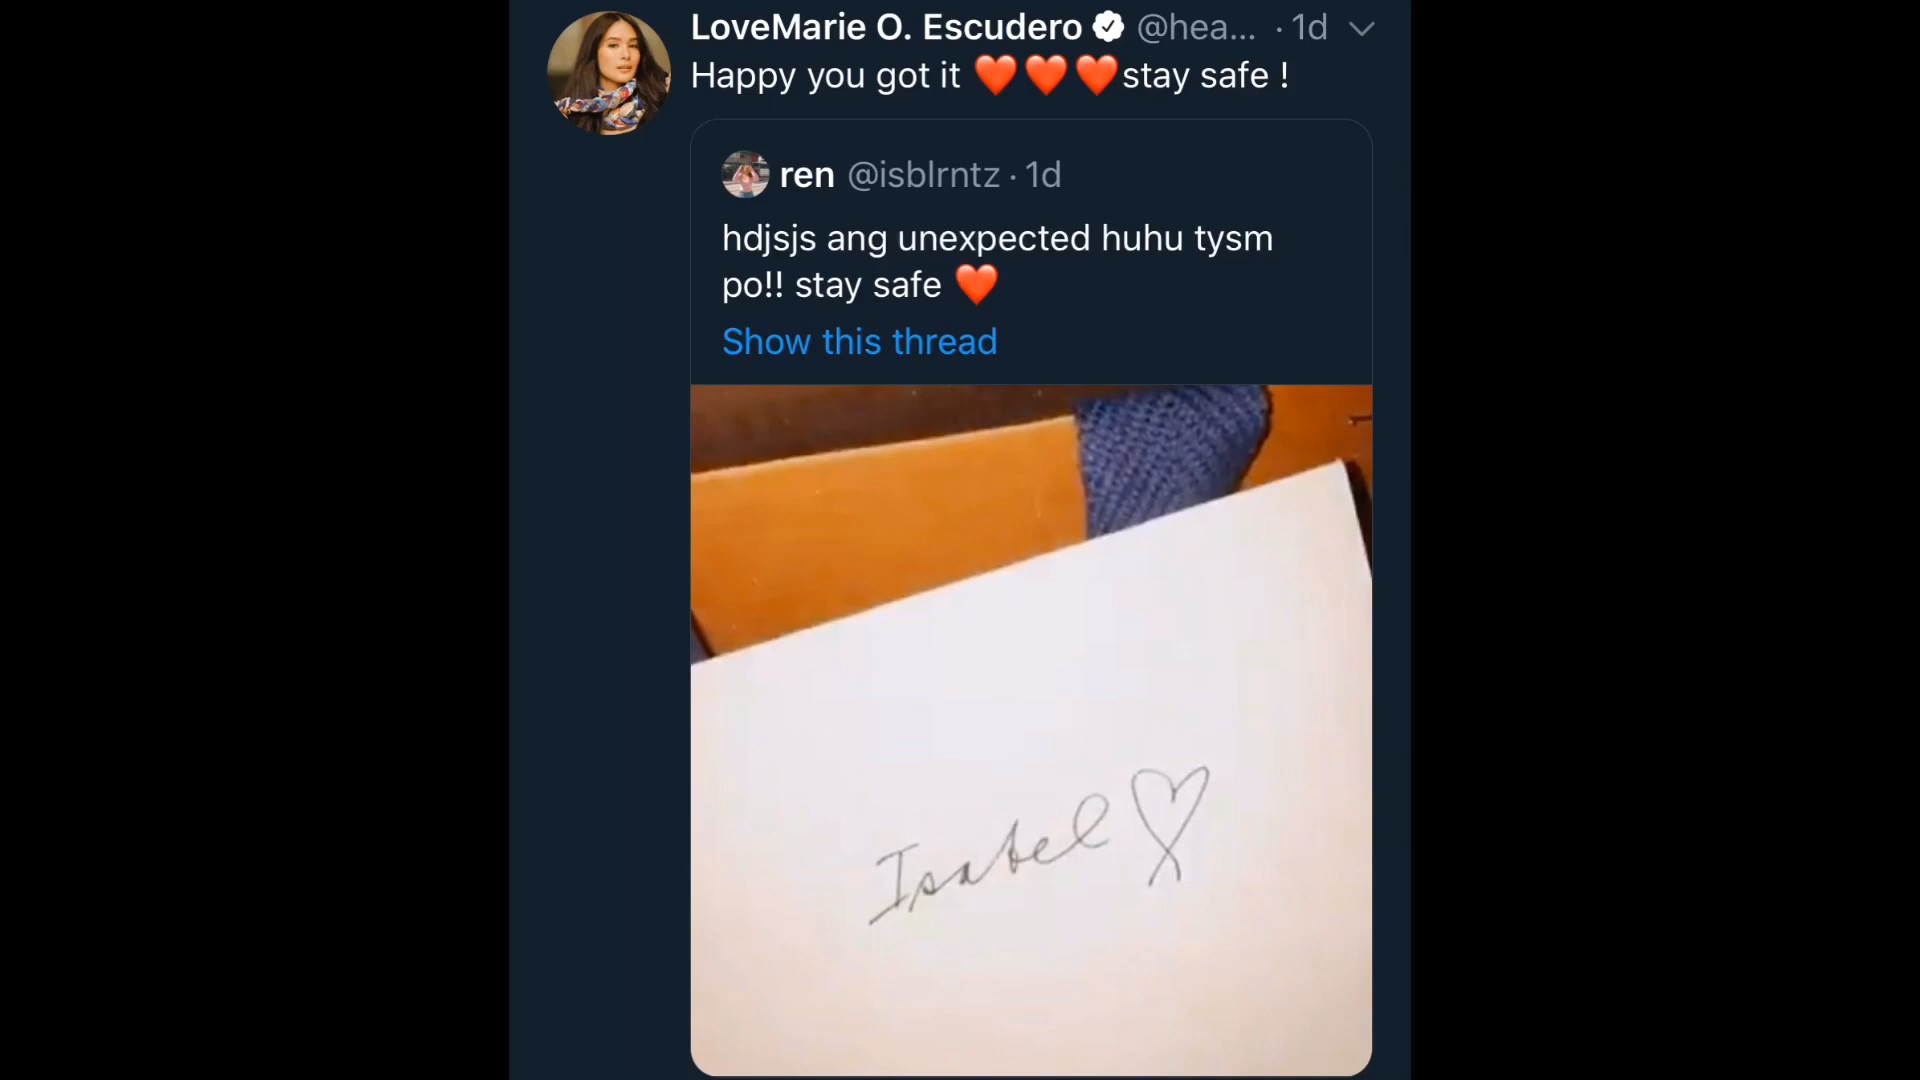 LoveMarie O. Escudero @hea... · 1d
Happy you got it ❤️❤️❤️stay safe !
ren @isblrntz · 1d
hdjsjs ang unexpected huhu tysm
po!! stay safe ❤️
Show this thread
Isabel